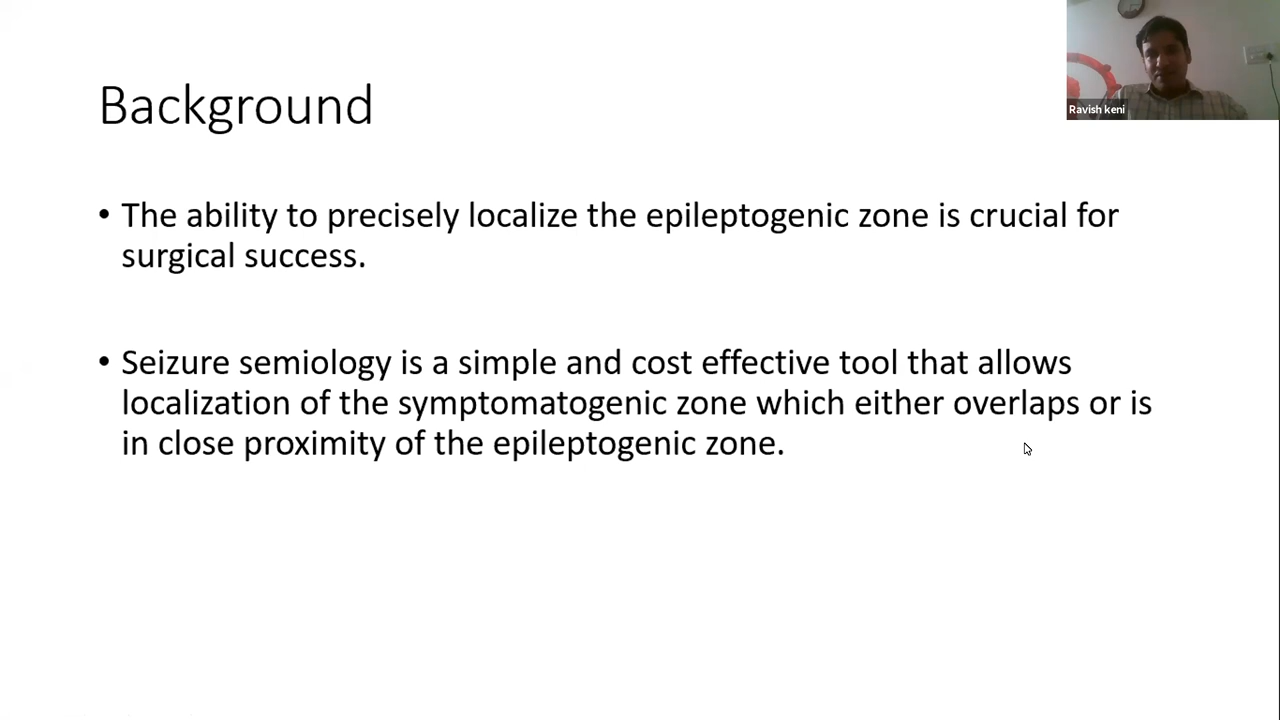 Background
• The ability to precisely localize the epileptogenic zone is crucial for
surgical success.
• Seizure semiology is a simple and cost effective tool that allows
localization of the symptomatogenic zone which either overlaps or is
in close proximity of the epileptogenic zone.
Ravish keni